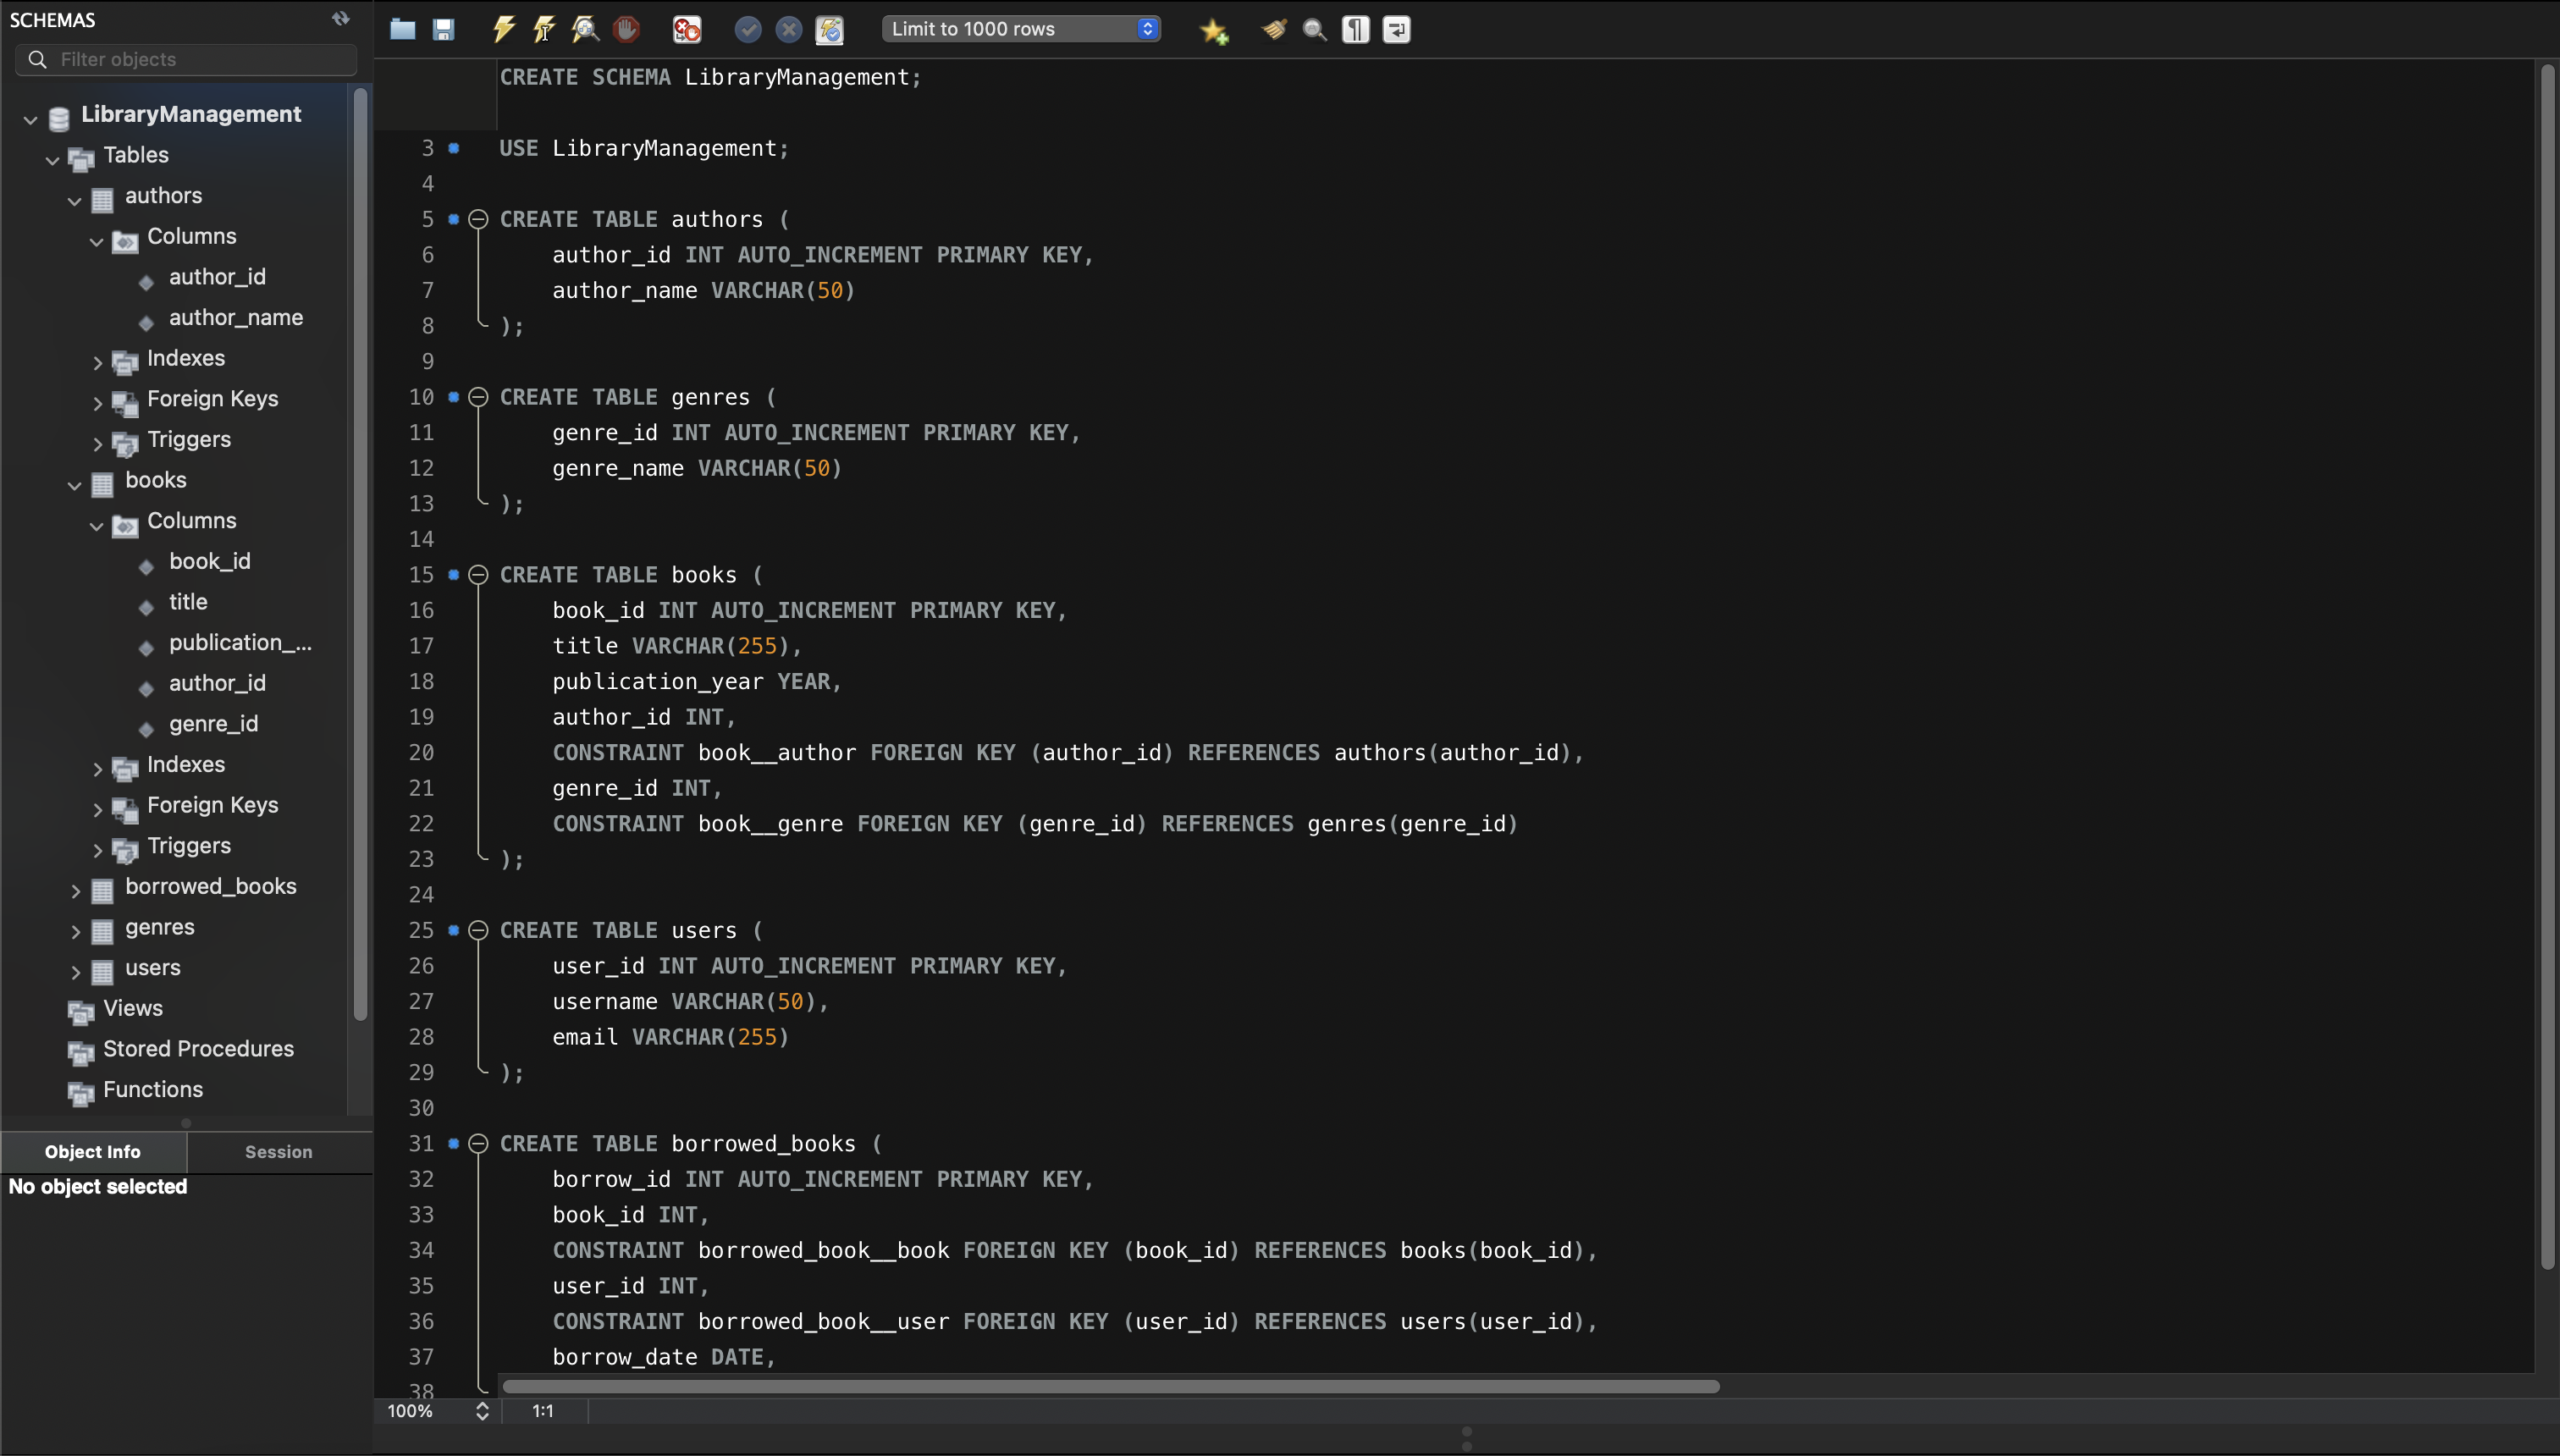 SCHEMAS
Filter objects
LibraryManagement
Tables
authors
Columns
author_id
author_name
Indexes
Foreign Keys
Triggers
books
Columns
book_id
title
publication_...
author_id
genre_id
Indexes
Foreign Keys
Triggers
borrowed_books
genres
users
Views
Stored Procedures
Functions
Object Info Session
No object selected
Limit to 1000 rows
CREATE SCHEMA LibraryManagement;
3 USE LibraryManagement;
4
5 CREATE TABLE authors (
6 author_id INT AUTO_INCREMENT PRIMARY KEY,
7 author_name VARCHAR(50)
8 );
9
10 CREATE TABLE genres (
11 genre_id INT AUTO_INCREMENT PRIMARY KEY,
12 genre_name VARCHAR(50)
13 );
14
15 CREATE TABLE books (
16 book_id INT AUTO_INCREMENT PRIMARY KEY,
17 title VARCHAR(255),
18 publication_year YEAR,
19 author_id INT,
20 CONSTRAINT book__author FOREIGN KEY (author_id) REFERENCES authors(author_id),
21 genre_id INT,
22 CONSTRAINT book__genre FOREIGN KEY (genre_id) REFERENCES genres(genre_id)
23 );
24
25 CREATE TABLE users (
26 user_id INT AUTO_INCREMENT PRIMARY KEY,
27 username VARCHAR(50),
28 email VARCHAR(255)
29 );
30
31 CREATE TABLE borrowed_books (
32 borrow_id INT AUTO_INCREMENT PRIMARY KEY,
33 book_id INT,
34 CONSTRAINT borrowed_book__book FOREIGN KEY (book_id) REFERENCES books(book_id),
35 user_id INT,
36 CONSTRAINT borrowed_book__user FOREIGN KEY (user_id) REFERENCES users(user_id),
37 borrow_date DATE,
38
100% 1:1